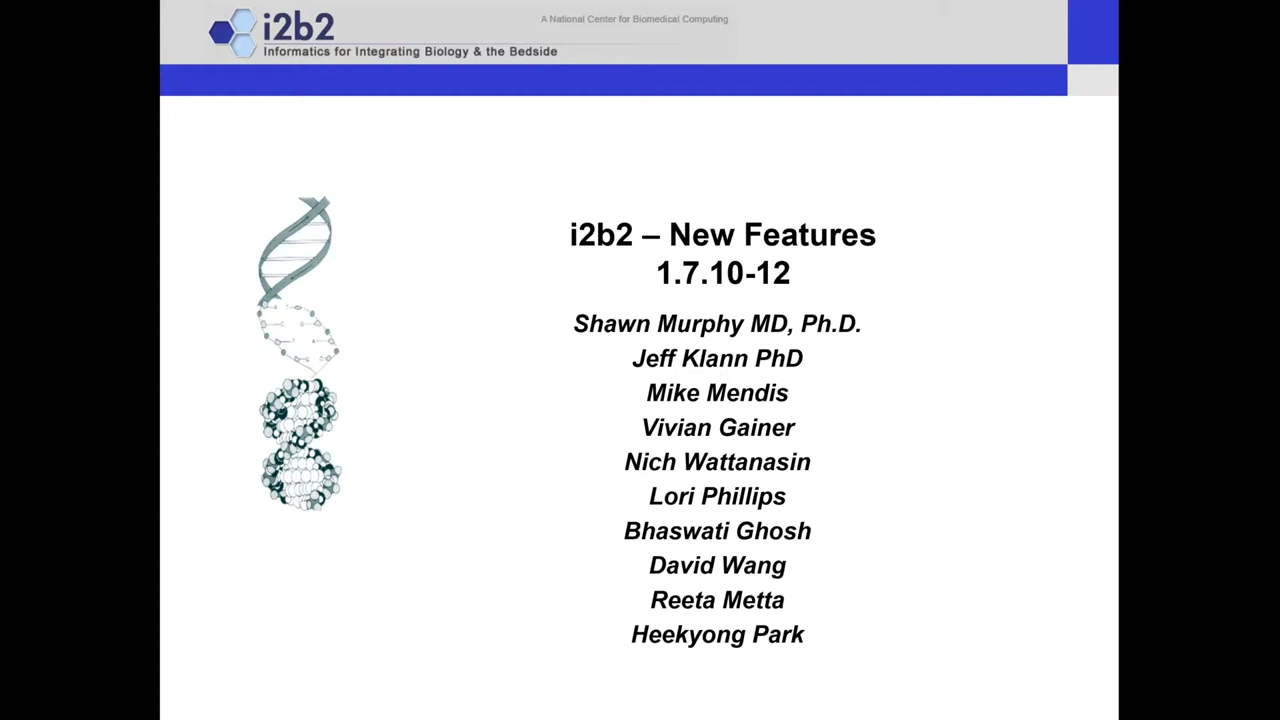 i2b2
A National Center for Biomedical Computing
Informatics for Integrating Biology & the Bedside
i2b2 – New Features
1.7.10-12
Shawn Murphy MD, Ph.D.
Jeff Klann PhD
Mike Mendis
Vivian Gainer
Nich Wattanasin
Lori Phillips
Bhaswati Ghosh
David Wang
Reeta Metta
Heekyong Park